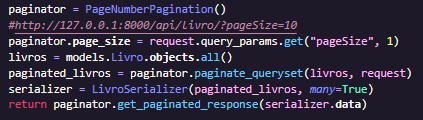 paginator = PageNumberPagination()
#http://127.0.0.1:8000/api/livro/?pageSize=10
paginator.page_size = request.query_params.get("pageSize", 1)
livros = models.Livro.objects.all()
paginated_livros = paginator.paginate_queryset(livros, request)
serializer = LivroSerializer(paginated_livros, many=True)
return paginator.get_paginated_response(serializer.data)